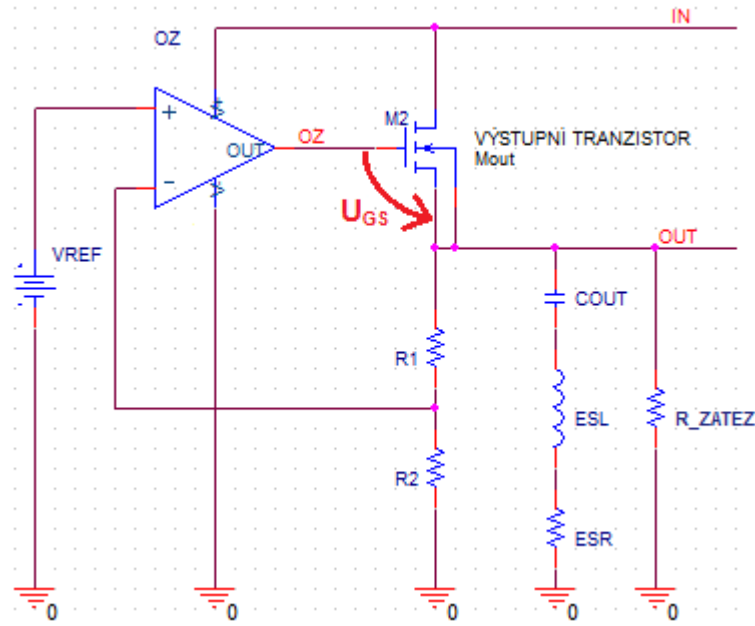 IN
OZ
M2
+
OZ
VÝSTUPNÍ TRANZISTOR
Mout
OUT
-
UGS
OUT
VREF
COUT
R1
ESL
R_ZATEZ
R2
ESR
0
0
0
0
0